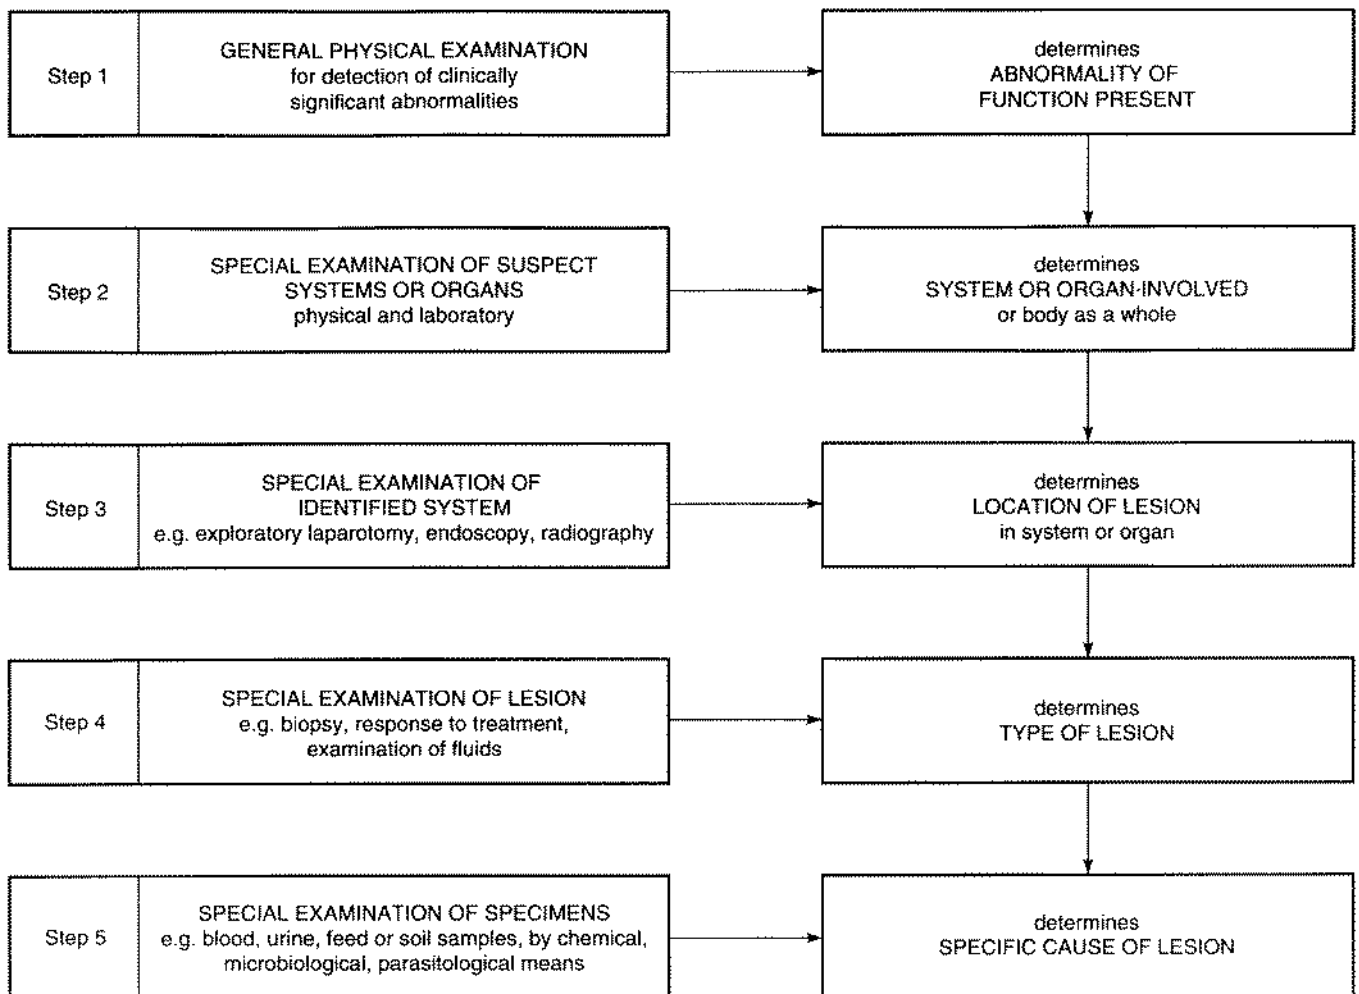 Step 1
GENERAL PHYSICAL EXAMINATION
for detection of clinically
significant abnormalities
determines
ABNORMALITY OF
FUNCTION PRESENT
Step 2
SPECIAL EXAMINATION OF SUSPECT
SYSTEMS OR ORGANS
physical and laboratory
determines
SYSTEM OR ORGAN-INVOLVED
or body as a whole
Step 3
SPECIAL EXAMINATION OF
IDENTIFIED SYSTEM
e.g. exploratory laparotomy, endoscopy, radiography
determines
LOCATION OF LESION
in system or organ
Step 4
SPECIAL EXAMINATION OF LESION
e.g. biopsy, response to treatment,
examination of fluids
determines
TYPE OF LESION
Step 5
SPECIAL EXAMINATION OF SPECIMENS
e.g. blood, urine, feed or soil samples, by chemical,
microbiological, parasitological means
determines
SPECIFIC CAUSE OF LESION